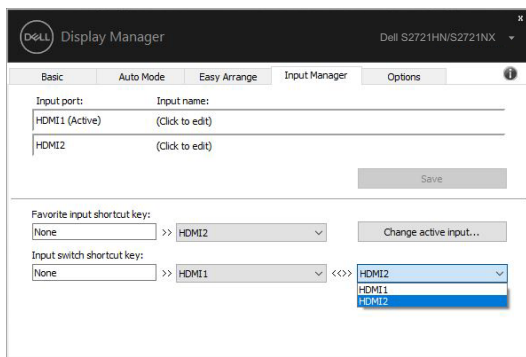 x
DELL Display Manager Dell S2721HN/S2721NX
Basic Auto Mode Easy Arrange Input Manager Options i
Input port: Input name:
HDMI1 (Active) (Click to edit)
HDMI2 (Click to edit)
Save
Favorite input shortcut key:
None >> HDMI2 Change active input...
Input switch shortcut key:
None >> HDMI1 <<>> HDMI2
HDMI1
HDMI2